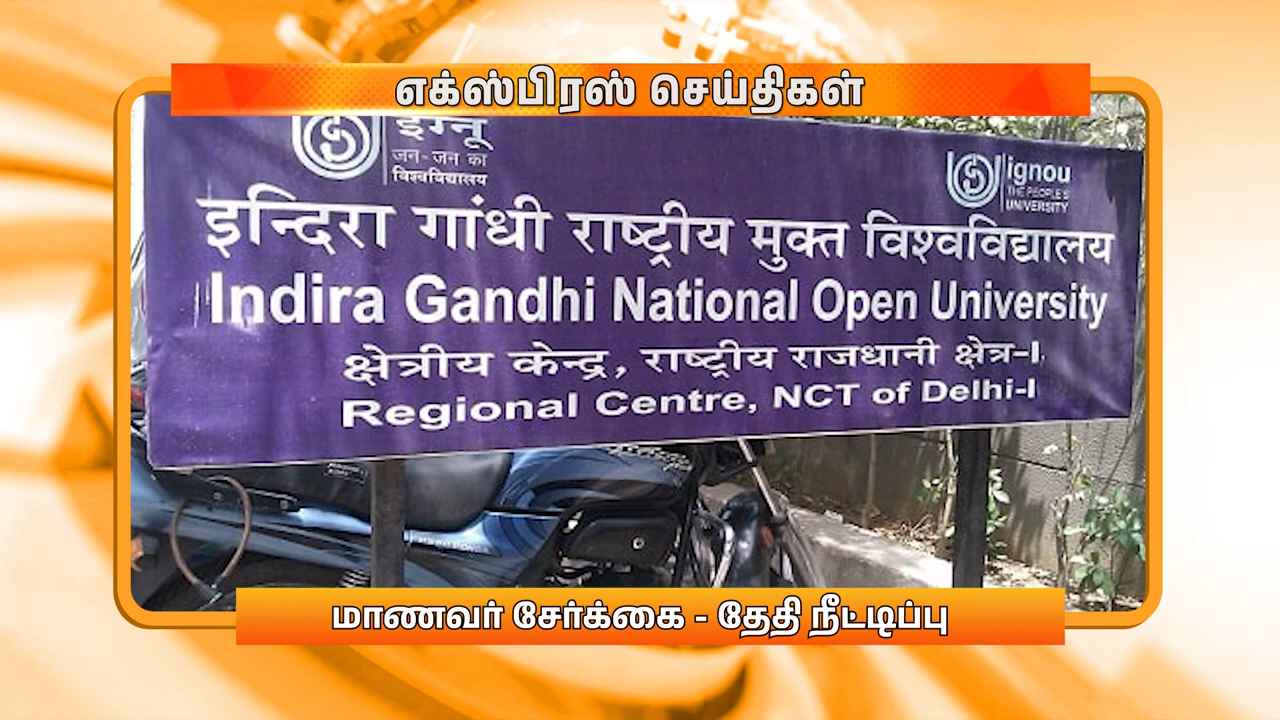 எக்ஸ்பிரஸ் செய்திகள்
इग्नू
जन-जन का
विश्वविद्यालय
ignou
THE PEOPLE'S
UNIVERSITY
इन्दिरा गांधी राष्ट्रीय मुक्त विश्वविद्यालय
Indira Gandhi National Open University
क्षेत्रीय केन्द्र, राष्ट्रीय राजधानी क्षेत्र-I
Regional Centre, NCT of Delhi-I
மாணவர் சேர்க்கை - தேதி நீட்டிப்பு